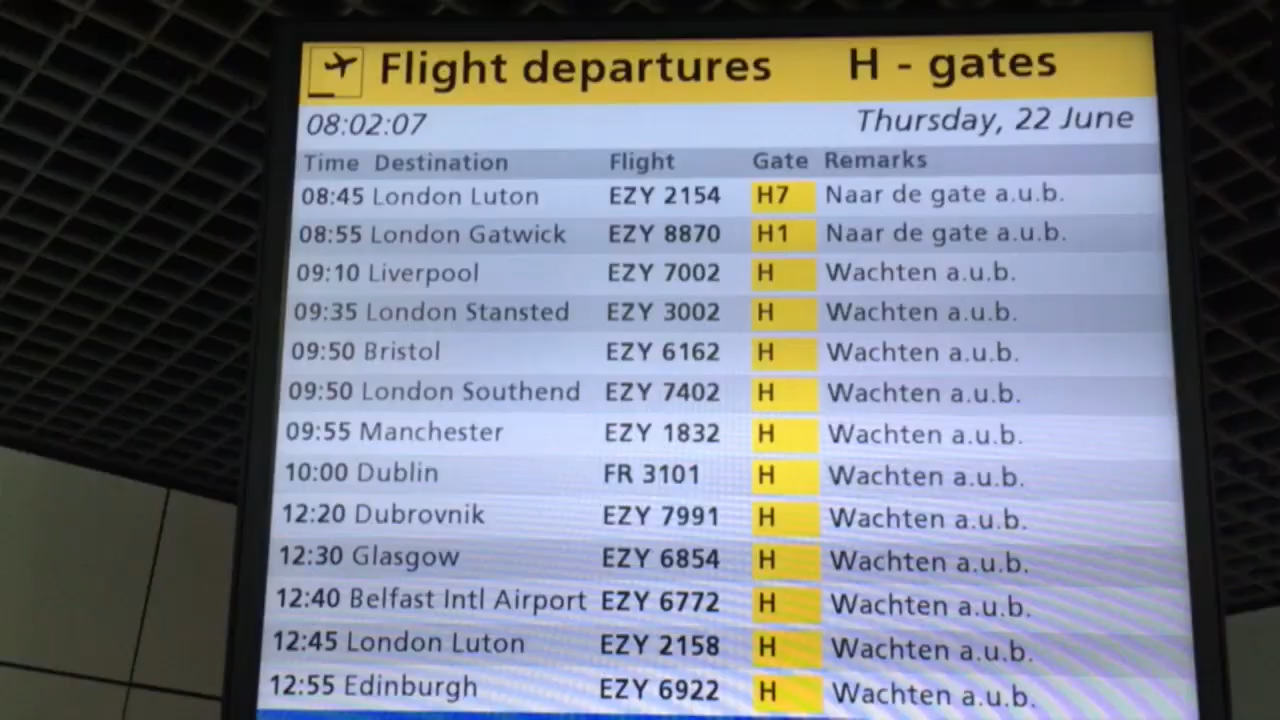 Flight departures H - gates
08:02:07 Thursday, 22 June
Time Destination Flight Gate Remarks
08:45 London Luton EZY 2154 H7 Naar de gate a.u.b.
08:55 London Gatwick EZY 8870 H1 Naar de gate a.u.b.
09:10 Liverpool EZY 7002 H Wachten a.u.b.
09:35 London Stansted EZY 3002 H Wachten a.u.b.
09:50 Bristol EZY 6162 H Wachten a.u.b.
09:50 London Southend EZY 7402 H Wachten a.u.b.
09:55 Manchester EZY 1832 H Wachten a.u.b.
10:00 Dublin FR 3101 H Wachten a.u.b.
12:20 Dubrovnik EZY 7991 H Wachten a.u.b.
12:30 Glasgow EZY 6854 H Wachten a.u.b.
12:40 Belfast Intl Airport EZY 6772 H Wachten a.u.b.
12:45 London Luton EZY 2158 H Wachten a.u.b.
12:55 Edinburgh EZY 6922 H Wachten a.u.b.